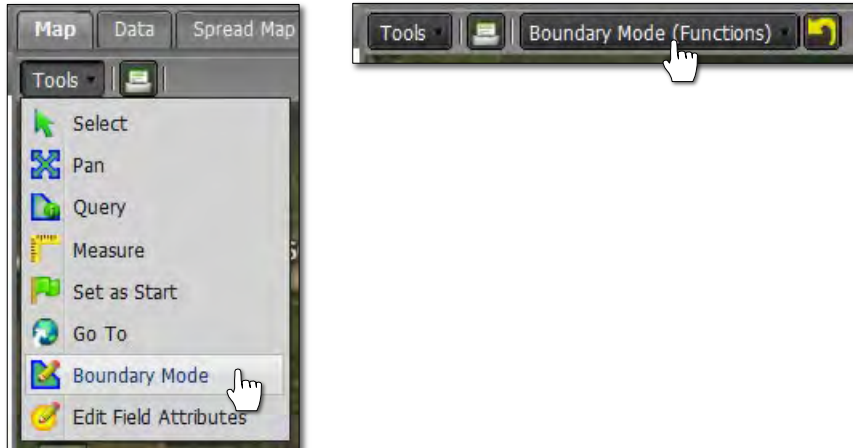 Map Data Spread Map
Tools
Select
Pan
Query
Measure
Set as Start
Go To
Boundary Mode
Edit Field Attributes
Tools Boundary Mode (Functions)